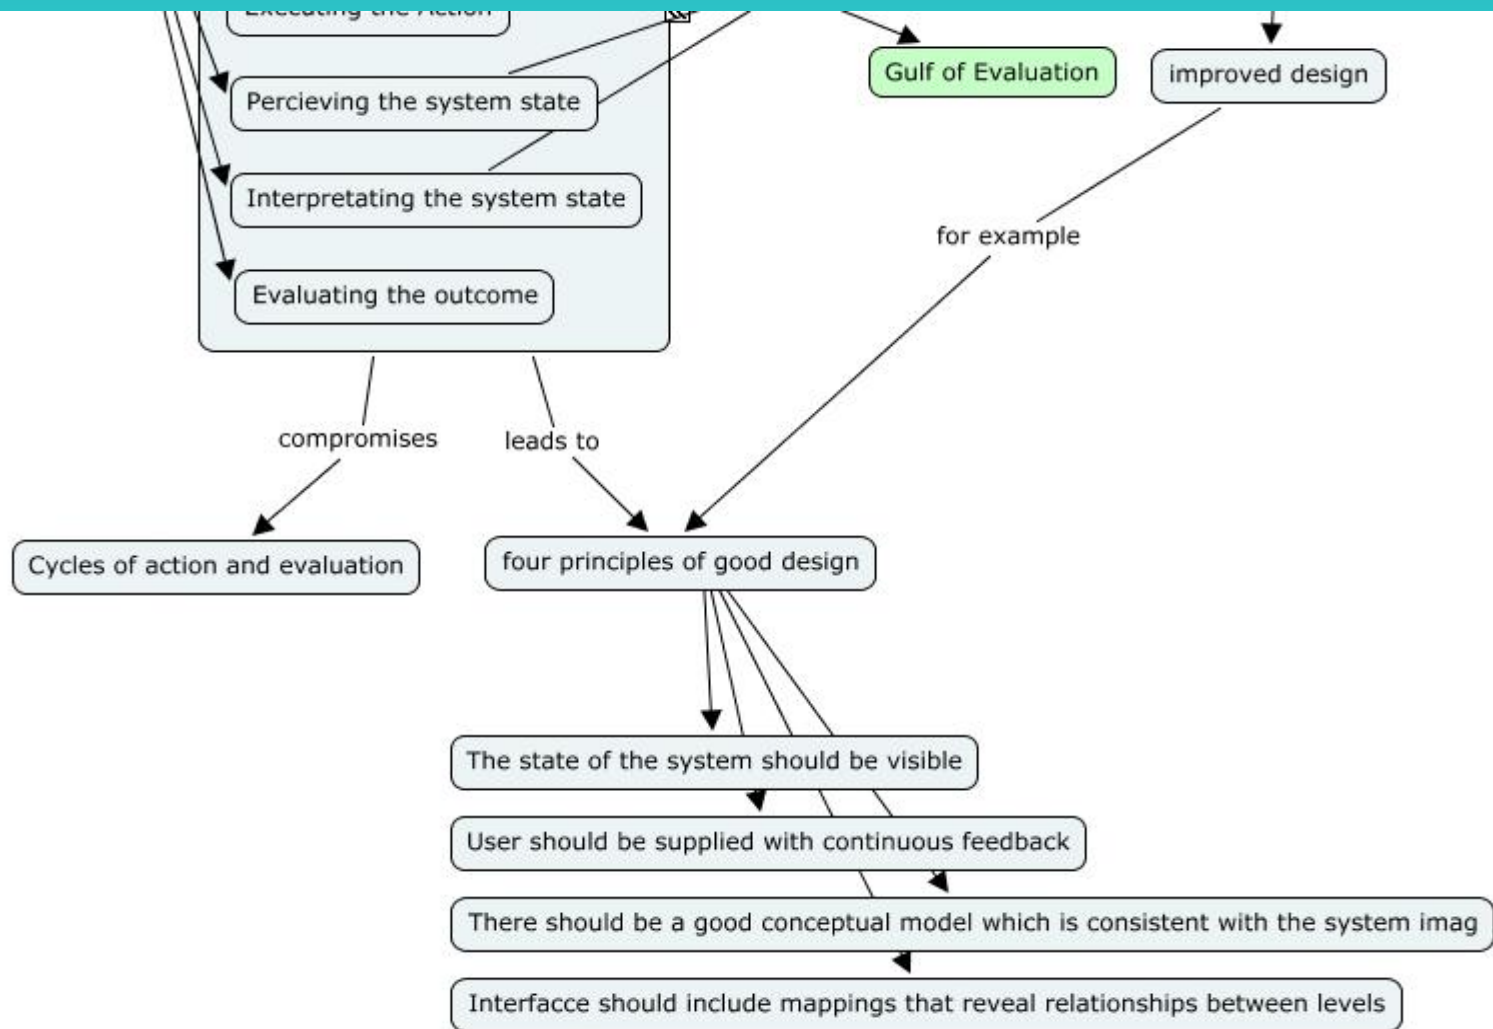 Executing the Action
Gulf of Evaluation
improved design
Percieving the system state
Interpretating the system state
for example
Evaluating the outcome
compromises
leads to
Cycles of action and evaluation
four principles of good design
The state of the system should be visible
User should be supplied with continuous feedback
There should be a good conceptual model which is consistent with the system imag
Interfacce should include mappings that reveal relationships between levels